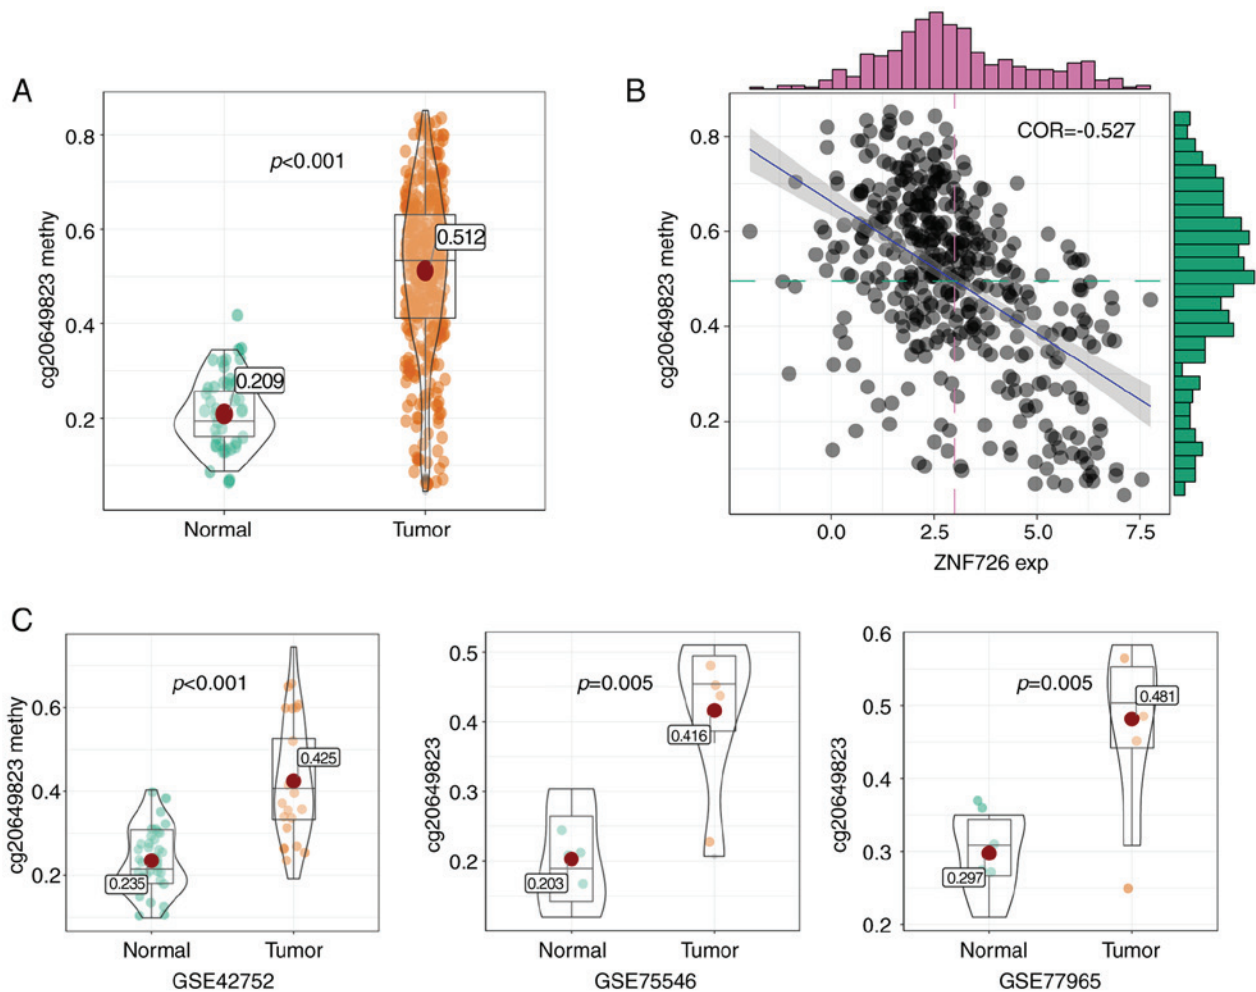 A
cg20649823 methy
0.8
0.6
0.4
0.2
p<0.001
0.512
0.209
Normal
Tumor
B
cg20649823 methy
0.8
0.6
0.4
0.2
COR=-0.527
0.0
2.5
5.0
7.5
ZNF726 exp
C
cg20649823 methy
0.6
0.4
0.2
p<0.001
0.425
0.235
Normal
Tumor
GSE42752
cg20649823
0.5
0.4
0.3
0.2
p=0.005
0.416
0.203
Normal
Tumor
GSE75546
cg20649823
0.6
0.5
0.4
0.3
0.2
p=0.005
0.481
0.297
Normal
Tumor
GSE77965